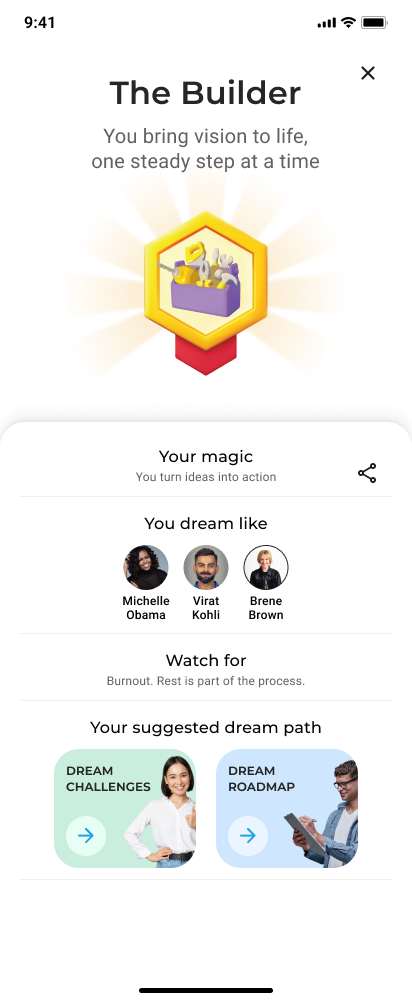 9:41
The Builder
You bring vision to life,
one steady step at a time
Your magic
You turn ideas into action
You dream like
Michelle
Obama
Virat
Kohli
Brene
Brown
Watch for
Burnout. Rest is part of the process.
Your suggested dream path
DREAM
CHALLENGES
DREAM
ROADMAP